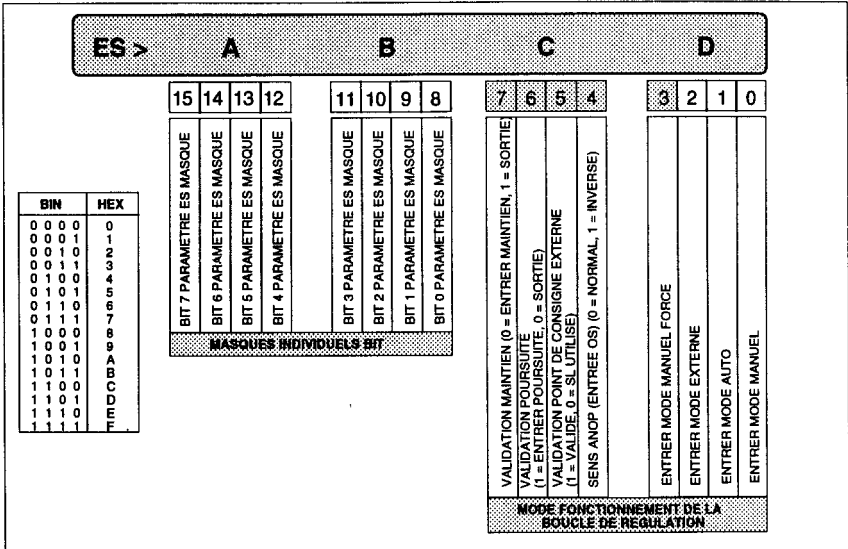 ES > A B C D
15 14 13 12 11 10 9 8 7 6 5 4 3 2 1 0
BIT 7 PARAMETRE ES MASQUE
BIT 6 PARAMETRE ES MASQUE
BIT 5 PARAMETRE ES MASQUE
BIT 4 PARAMETRE ES MASQUE
BIT 3 PARAMETRE ES MASQUE
BIT 2 PARAMETRE ES MASQUE
BIT 1 PARAMETRE ES MASQUE
BIT 0 PARAMETRE ES MASQUE
MASQUES INDIVIDUELS BIT
VALIDATION MAINTIEN (0 = ENTRER MAINTIEN, 1 = SORTIE)
VALIDATION POURSUITE
(1 = ENTRER POURSUITE, 0 = SORTIE)
VALIDATION POINT DE CONSIGNE EXTERNE
(1 = VALIDE, 0 = SL UTILISE)
SENS ANOP (ENTREE OS) (0 = NORMAL, 1 = INVERSE)
ENTRER MODE MANUEL FORCE
ENTRER MODE EXTERNE
ENTRER MODE AUTO
ENTRER MODE MANUEL
MODE FONCTIONNEMENT DE LA
BOUCLE DE REGULATION
BIN HEX
0 0 0 0 0
0 0 0 1 1
0 0 1 0 2
0 0 1 1 3
0 1 0 0 4
0 1 0 1 5
0 1 1 0 6
0 1 1 1 7
1 0 0 0 8
1 0 0 1 9
1 0 1 0 A
1 0 1 1 B
1 1 0 0 C
1 1 0 1 D
1 1 1 0 E
1 1 1 1 F